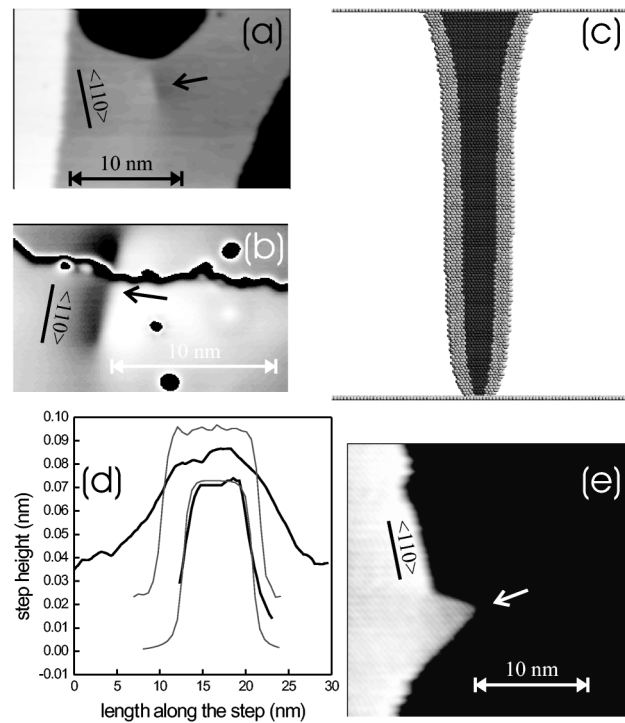 (a)
<110>
10 nm
(b)
<110>
10 nm
(c)
(d)
0.10
0.09
0.08
0.07
0.06
0.05
0.04
0.03
0.02
0.01
0.00
-0.01
step height (nm)
0 5 10 15 20 25 30
length along the step (nm)
(e)
<110>
10 nm